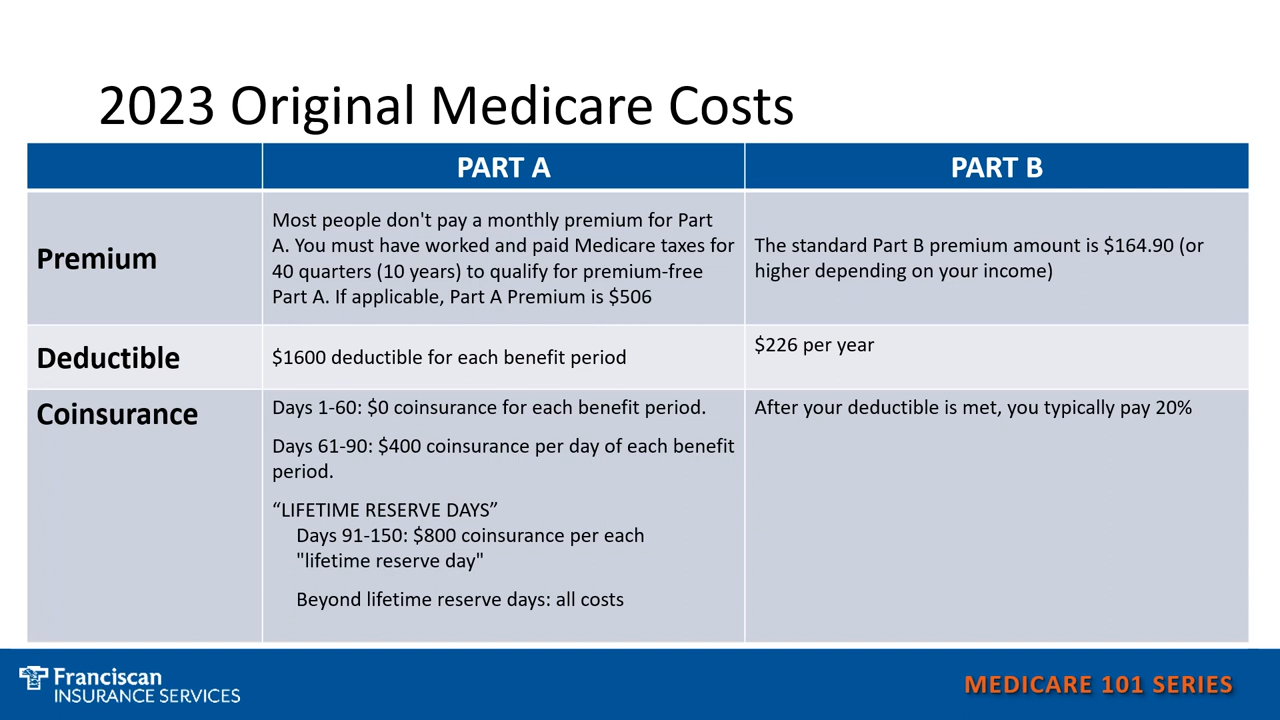 2023 Original Medicare Costs
PART A
PART B
Premium
Most people don't pay a monthly premium for Part
A. You must have worked and paid Medicare taxes for
40 quarters (10 years) to qualify for premium-free
Part A. If applicable, Part A Premium is $506
The standard Part B premium amount is $164.90 (or
higher depending on your income)
Deductible
$1600 deductible for each benefit period
$226 per year
Coinsurance
Days 1-60: $0 coinsurance for each benefit period.
Days 61-90: $400 coinsurance per day of each benefit
period.
“LIFETIME RESERVE DAYS”
Days 91-150: $800 coinsurance per each
"lifetime reserve day"
Beyond lifetime reserve days: all costs
After your deductible is met, you typically pay 20%
Franciscan
INSURANCE SERVICES
MEDICARE 101 SERIES